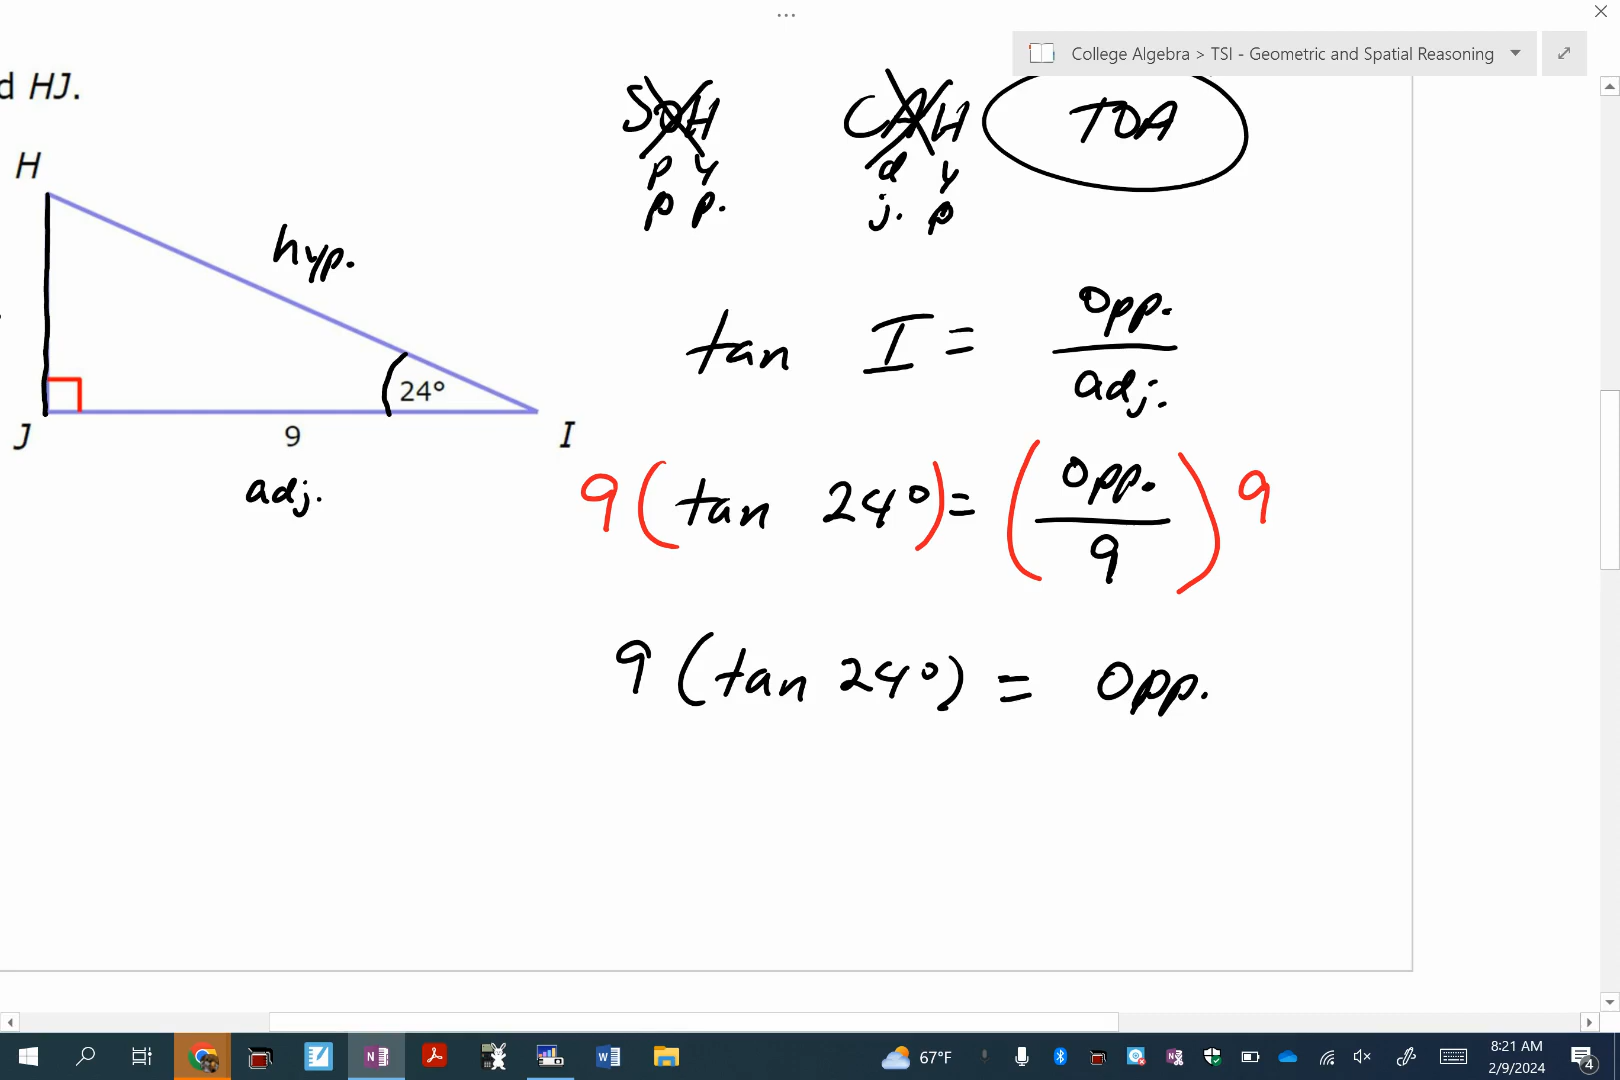 ...
College Algebra > TSI - Geometric and Spatial Reasoning
d HJ.
SOH CAH TOA
p y d y
p p. j. p
H
hyp.
24°
J 9 I
adj.
tan I = opp. / adj.
9 ( tan 24° ) = ( opp. / 9 ) 9
9 ( tan 24° ) = opp.
67°F
8:21 AM
2/9/2024
4